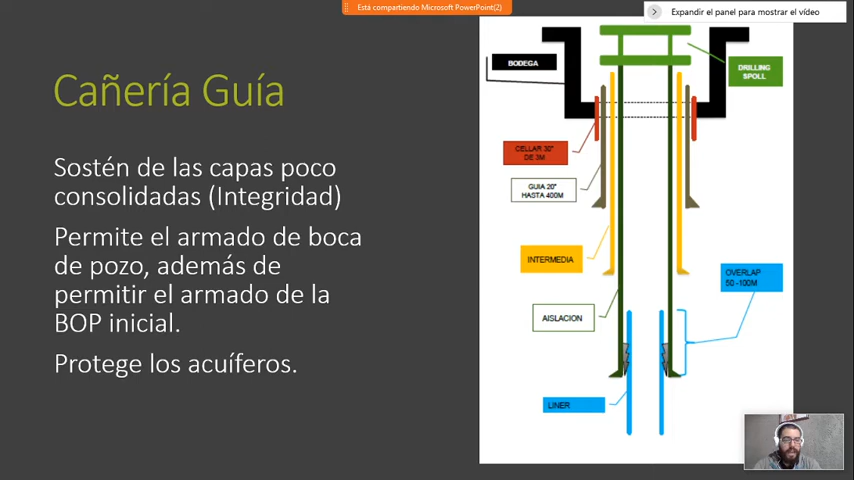 Está compartiendo Microsoft PowerPoint(2)
Expandir el panel para mostrar el vídeo
Cañería Guía
Sostén de las capas poco
consolidadas (Integridad)
Permite el armado de boca
de pozo, además de
permitir el armado de la
BOP inicial.
Protege los acuíferos.
BODEGA
DRILLING
SPOLL
CELLAR 30"
DE 3M
GUIA 20"
HASTA 400M
INTERMEDIA
OVERLAP
50 -100M
AISLACION
LINER